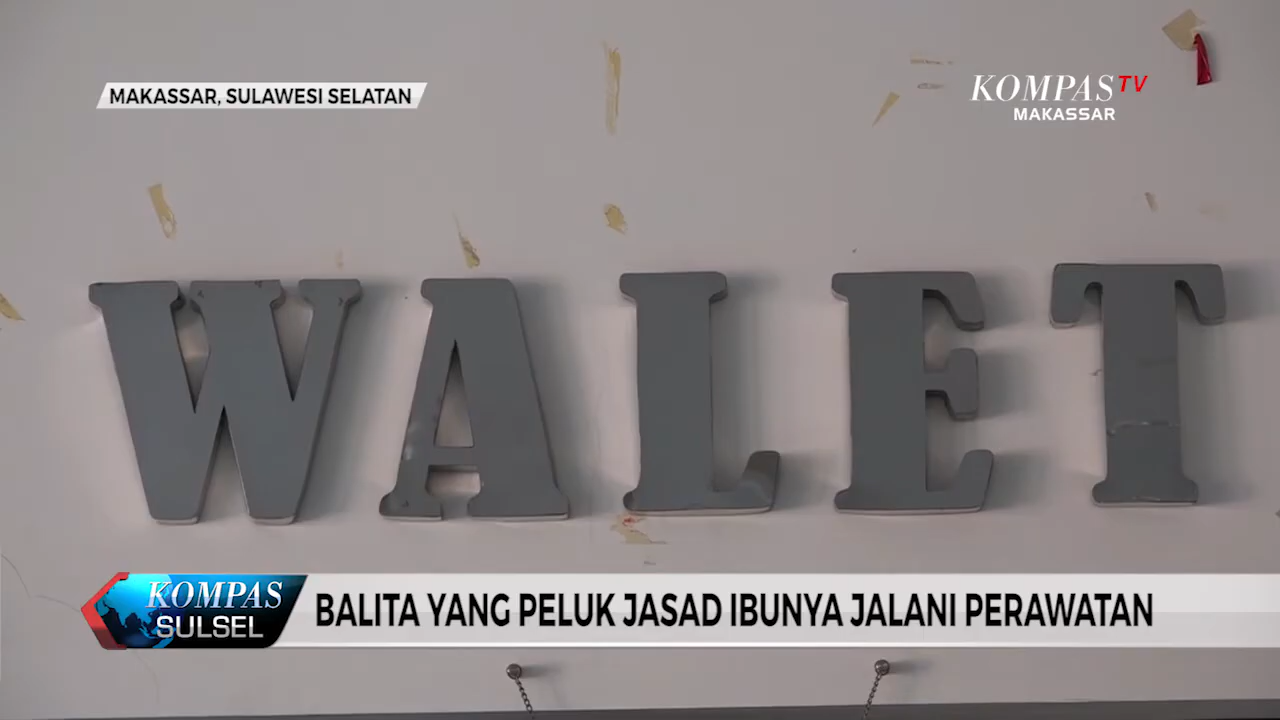 MAKASSAR, SULAWESI SELATAN
KOMPAS TV
MAKASSAR
WALET
KOMPAS
SULSEL
BALITA YANG PELUK JASAD IBUNYA JALANI PERAWATAN